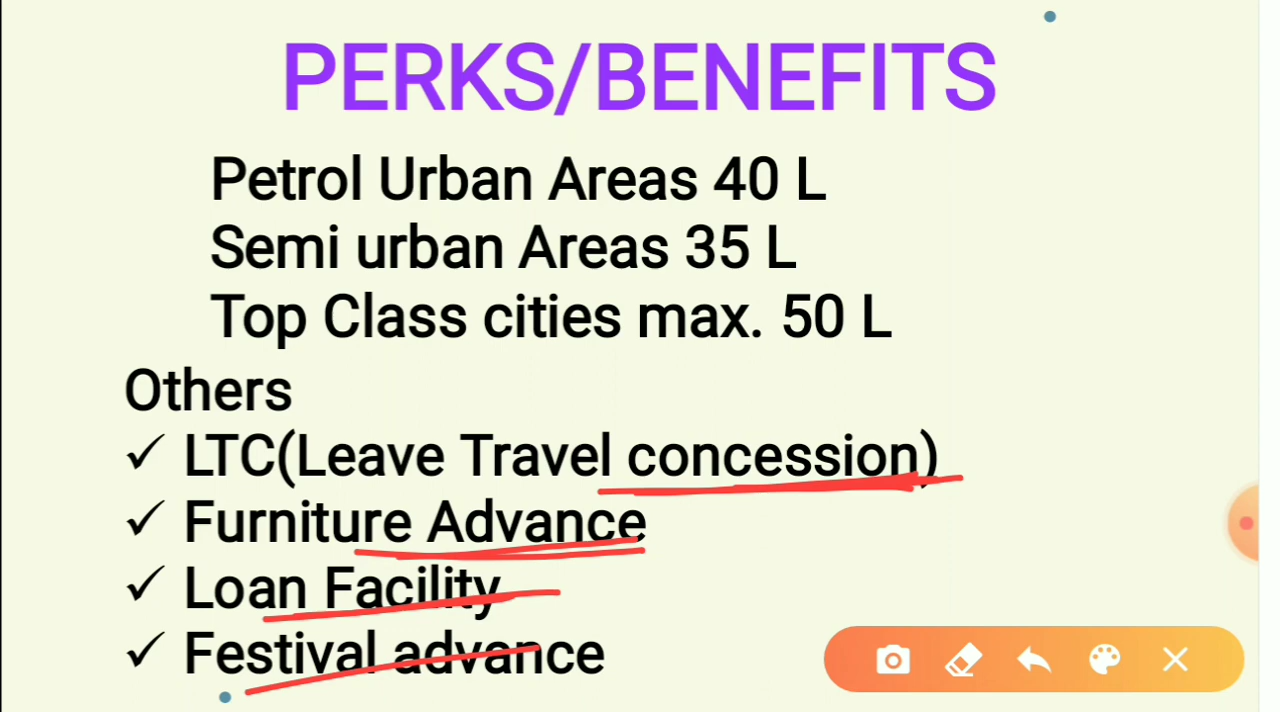 PERKS/BENEFITS
Petrol Urban Areas 40 L
Semi urban Areas 35 L
Top Class cities max. 50 L
Others
✓ LTC(Leave Travel concession)
✓ Furniture Advance
✓ Loan Facility
✓ Festival advance